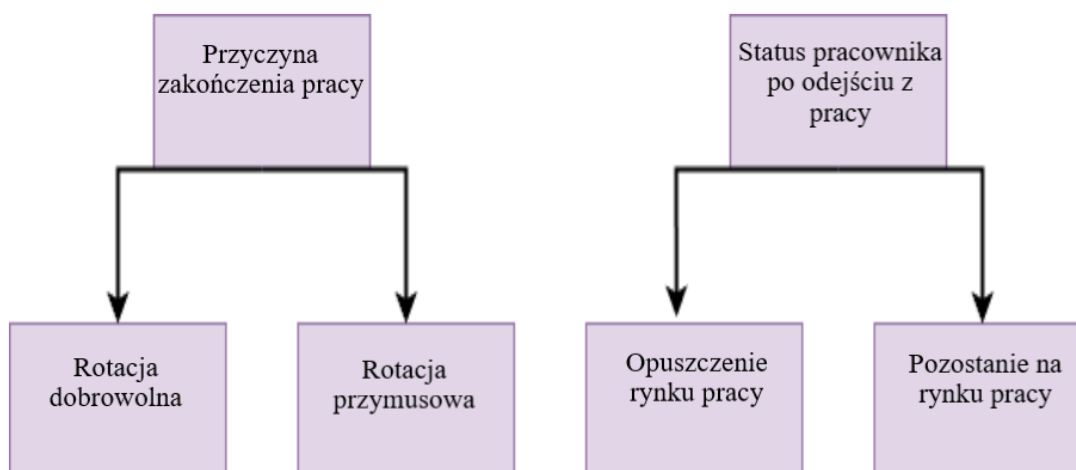 Przyczyna
zakończenia pracy
Status pracownika
po odejściu z
pracy
Rotacja
dobrowolna
Rotacja
przymusowa
Opuszczenie
rynku pracy
Pozostanie na
rynku pracy